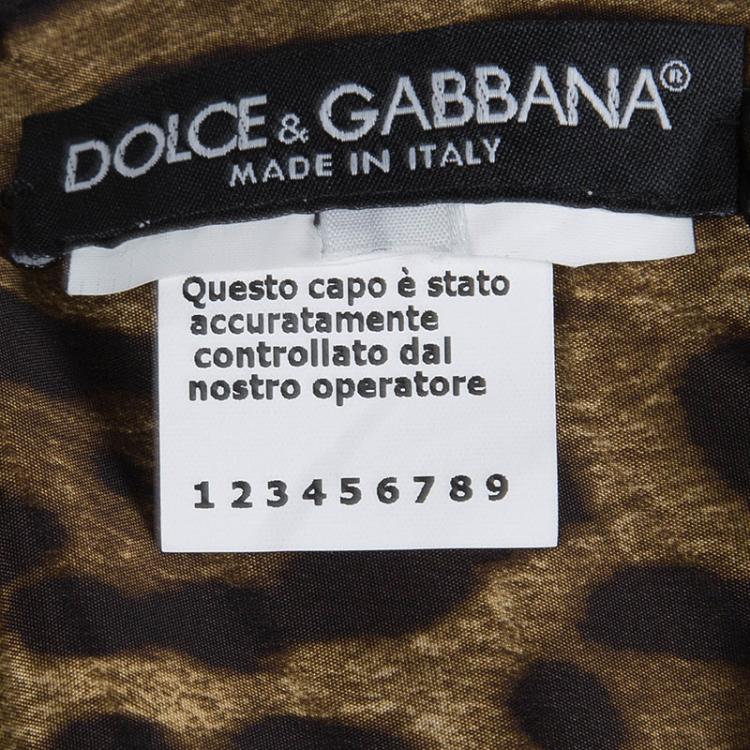 DOLCE & GABBANA®
MADE IN ITALY
Questo capo è stato
accuratamente
controllato dal
nostro operatore
1 2 3 4 5 6 7 8 9